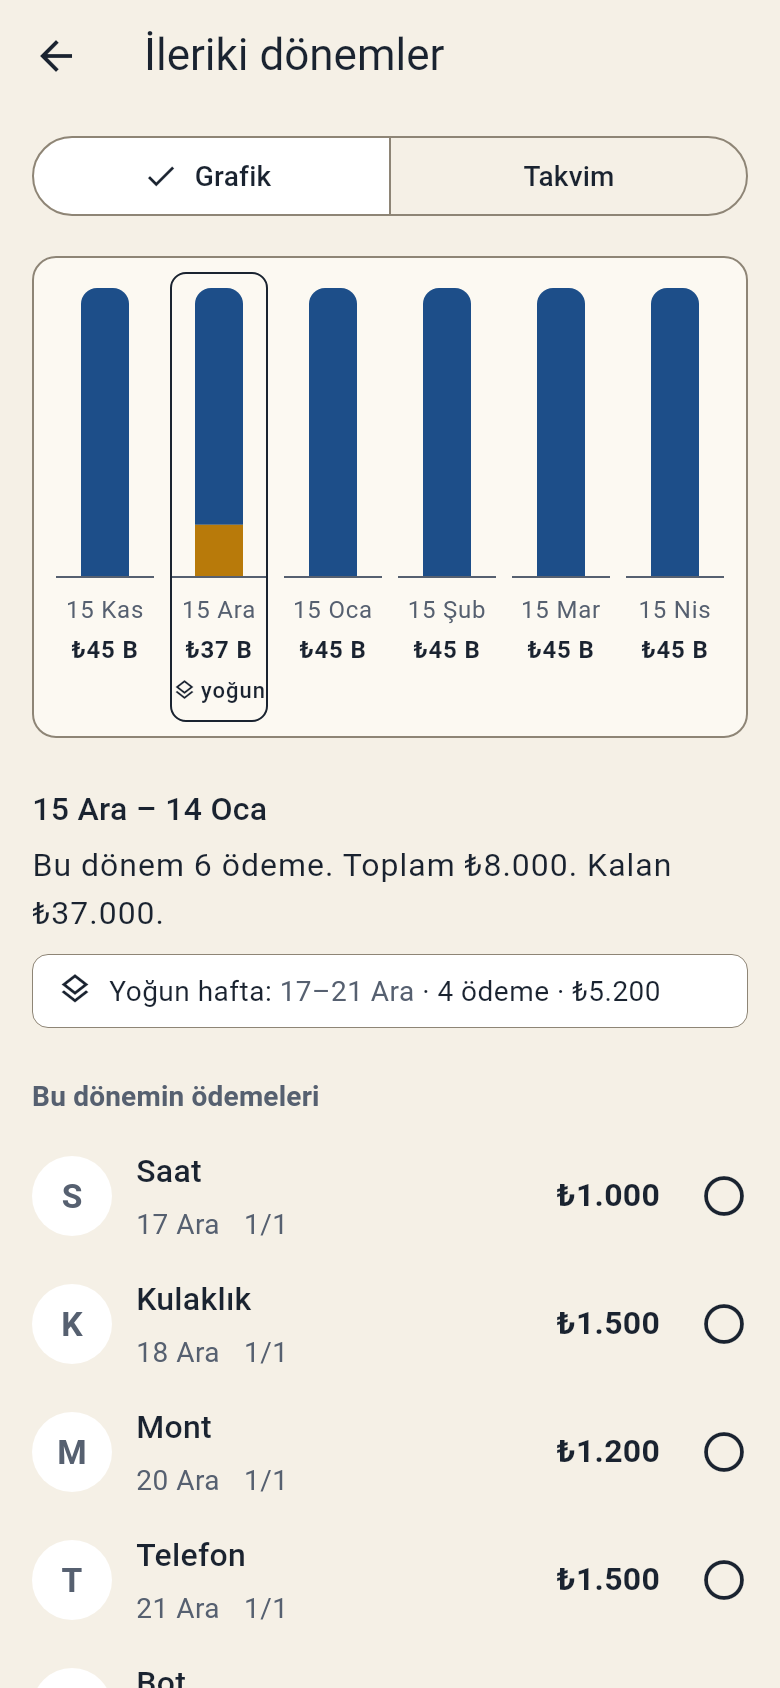 İleriki dönemler
Grafik
Takvim
15 Kas
15 Ara
15 Oca
15 Şub
15 Mar
15 Nis
₺45 B
₺37 B
₺45 B
₺45 B
₺45 B
₺45 B
yoğun
15 Ara – 14 Oca
Bu dönem 6 ödeme. Toplam ₺8.000. Kalan
₺37.000.
Yoğun hafta: 17–21 Ara · 4 ödeme · ₺5.200
Bu dönemin ödemeleri
S
Saat
₺1.000
17 Ara 1/1
K
Kulaklık
₺1.500
18 Ara 1/1
M
Mont
₺1.200
20 Ara 1/1
T
Telefon
₺1.500
21 Ara 1/1
Bot